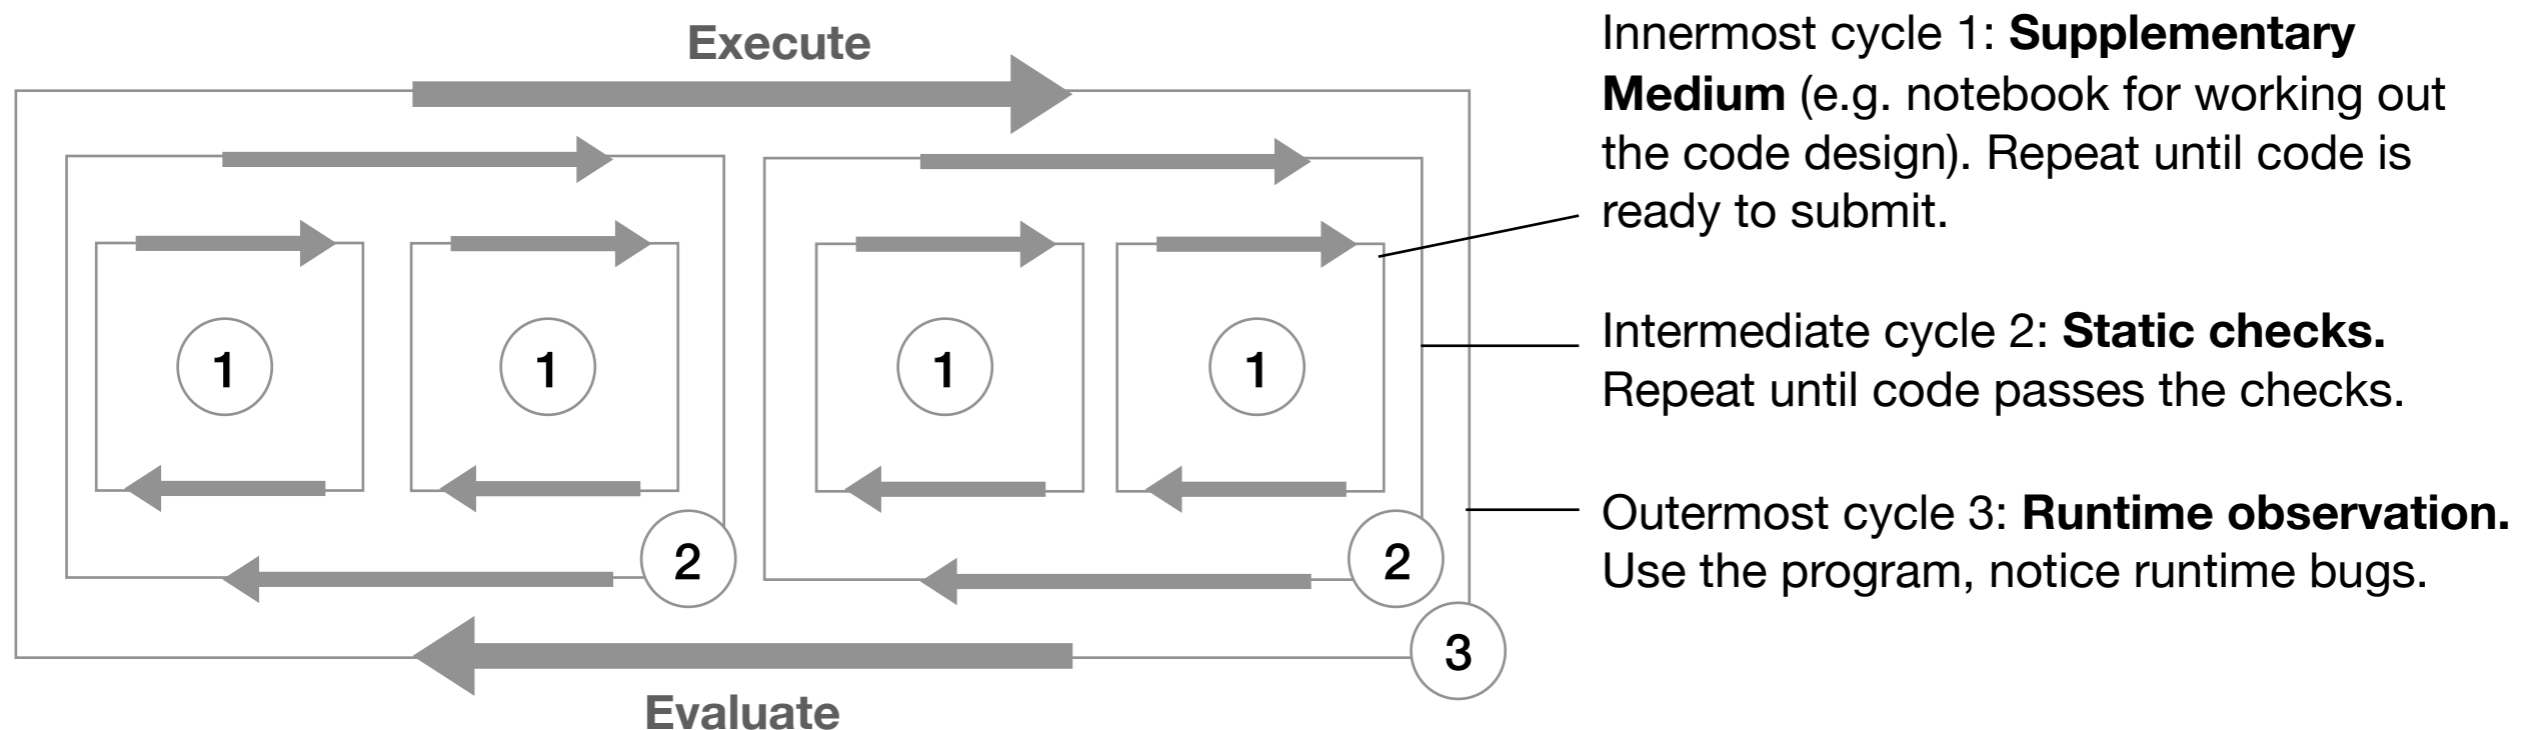 Execute
Innermost cycle 1: Supplementary
Medium (e.g. notebook for working out
the code design). Repeat until code is
ready to submit.
1
1
1
1
Intermediate cycle 2: Static checks.
Repeat until code passes the checks.
2
2
Outermost cycle 3: Runtime observation.
Use the program, notice runtime bugs.
3
Evaluate